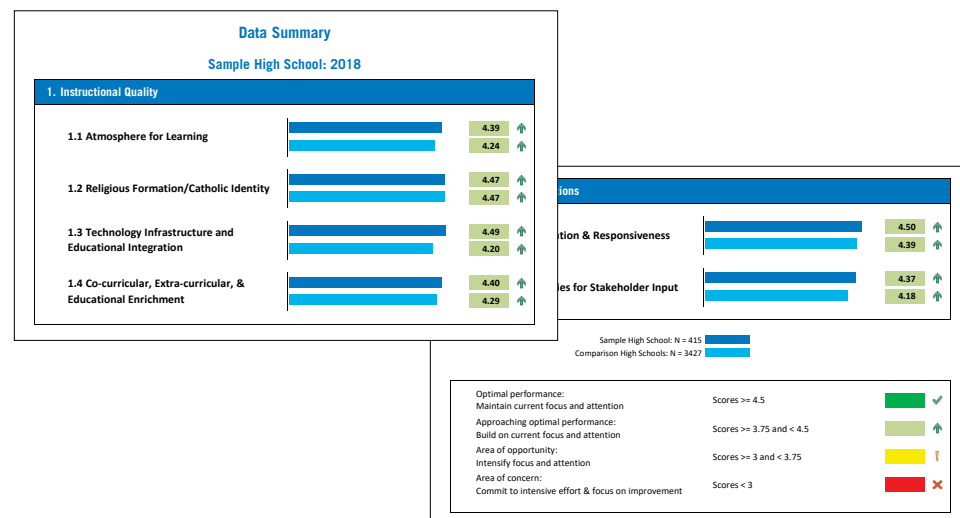 Data Summary
Sample High School: 2018
1. Instructional Quality
1.1 Atmosphere for Learning
4.39
4.24
1.2 Religious Formation/Catholic Identity
4.47
4.47
1.3 Technology Infrastructure and
Educational Integration
4.49
4.20
1.4 Co-curricular, Extra-curricular, &
Educational Enrichment
4.40
4.29
& Responsiveness
4.50
4.39
for Stakeholder Input
4.37
4.18
Sample High School: N = 415
Comparison High Schools: N = 3427
Optimal performance:
Maintain current focus and attention
Scores >= 4.5
Approaching optimal performance:
Build on current focus and attention
Scores >= 3.75 and < 4.5
Area of opportunity:
Intensify focus and attention
Scores >= 3 and < 3.75
Area of concern:
Commit to intensive effort & focus on improvement
Scores < 3